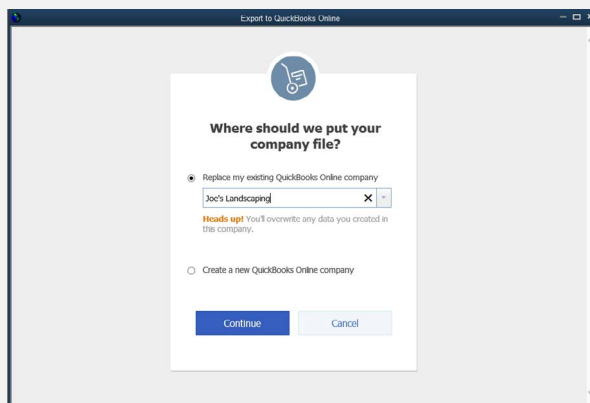 Export to QuickBooks Online
Where should we put your
company file?
Replace my existing QuickBooks Online company
Joe's Landscaping
Heads up! You'll overwrite any data you created in
this company.
Create a new QuickBooks Online company
Continue
Cancel